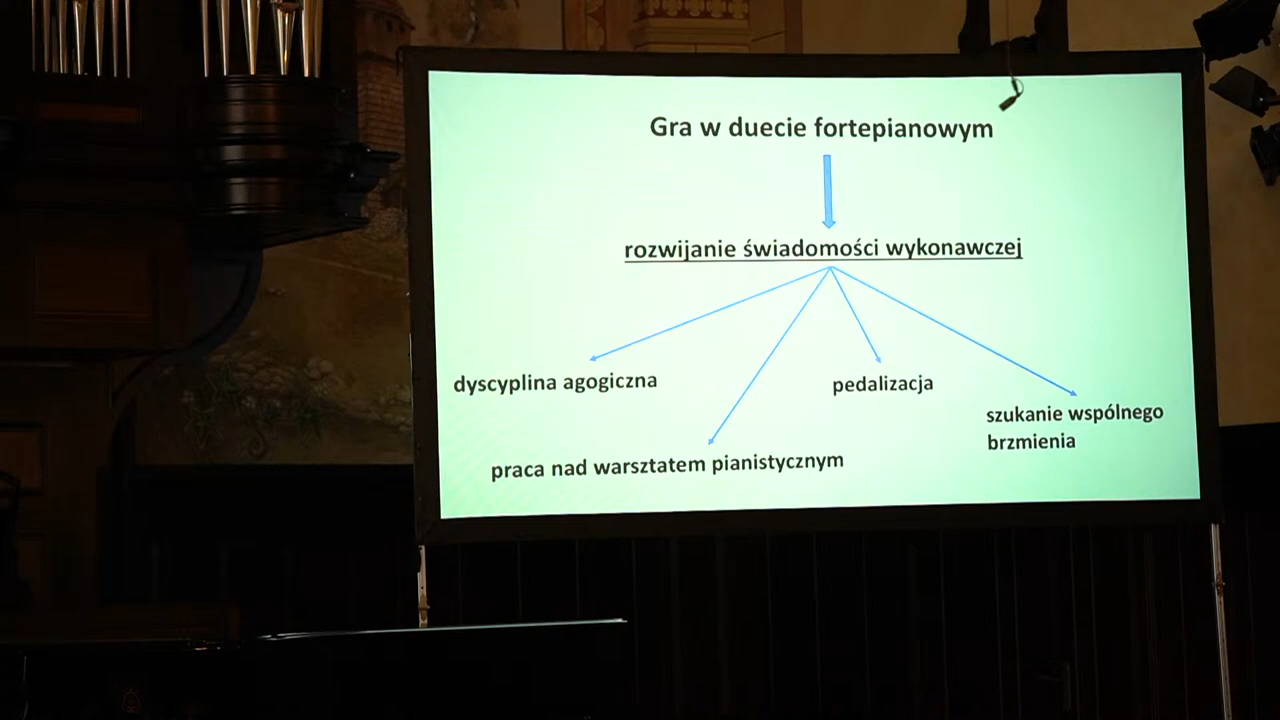 Gra w duecie fortepianowym
rozwijanie świadomości wykonawczej
dyscyplina agogiczna
pedalizacja
szukanie wspólnego
brzmienia
praca nad warsztatem pianistycznym